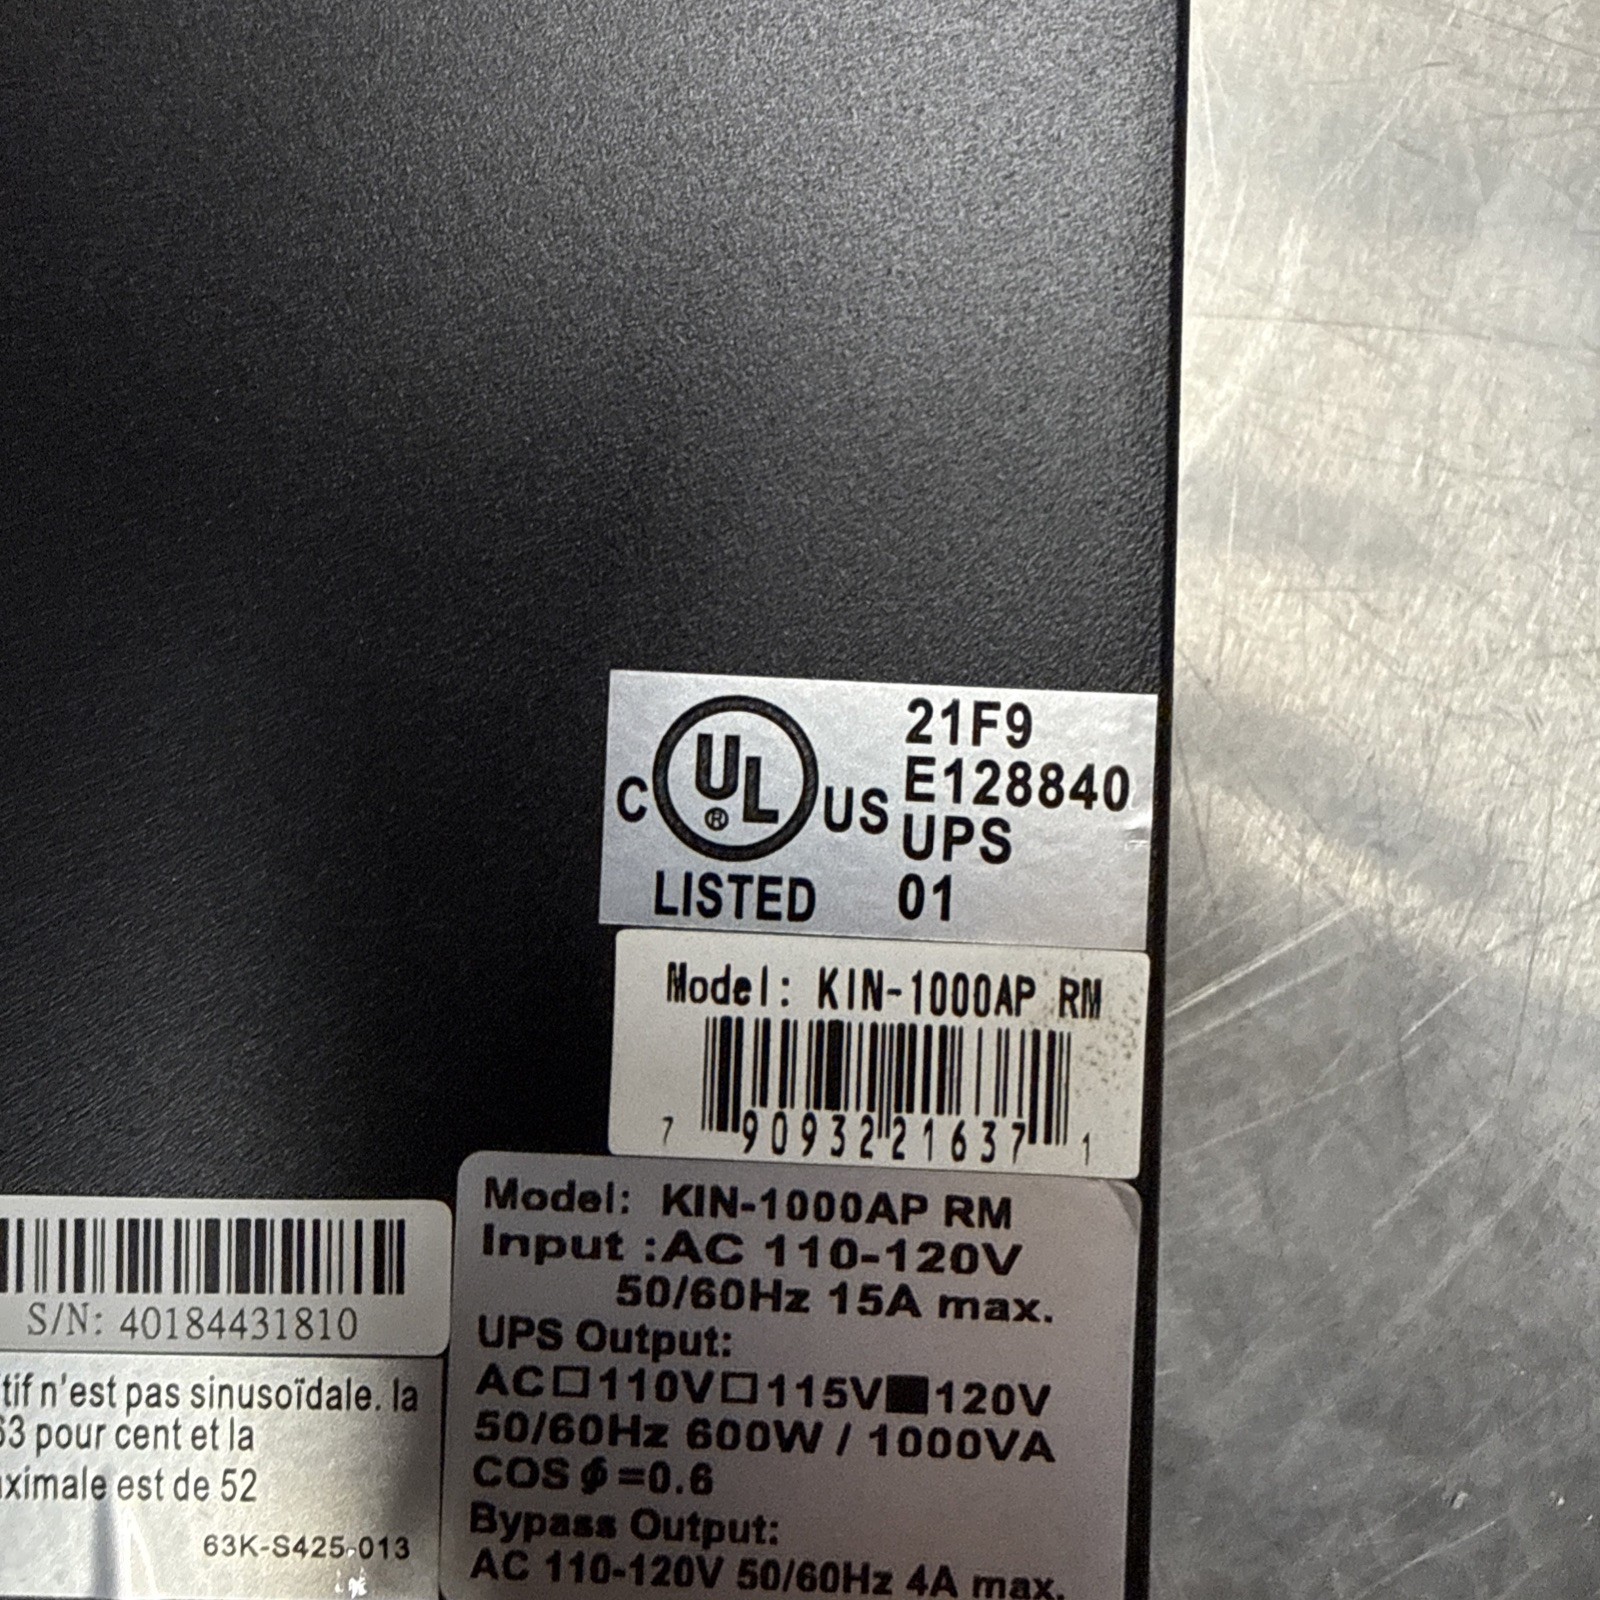 21F9
E128840
C UL ® US
UPS
LISTED 01
Model: KIN-1000AP RM
7 90932 21637 1
Model: KIN-1000AP RM
Input :AC 110-120V
50/60Hz 15A max.
UPS Output:
AC□110V□115V■120V
50/60Hz 600W / 1000VA
COS ϕ=0.6
Bypass Output:
AC 110-120V 50/60Hz 4A max.
S/N: 40184431810
tif n'est pas sinusoïdale. la
63 pour cent et la
ximale est de 52
63K-S425-013